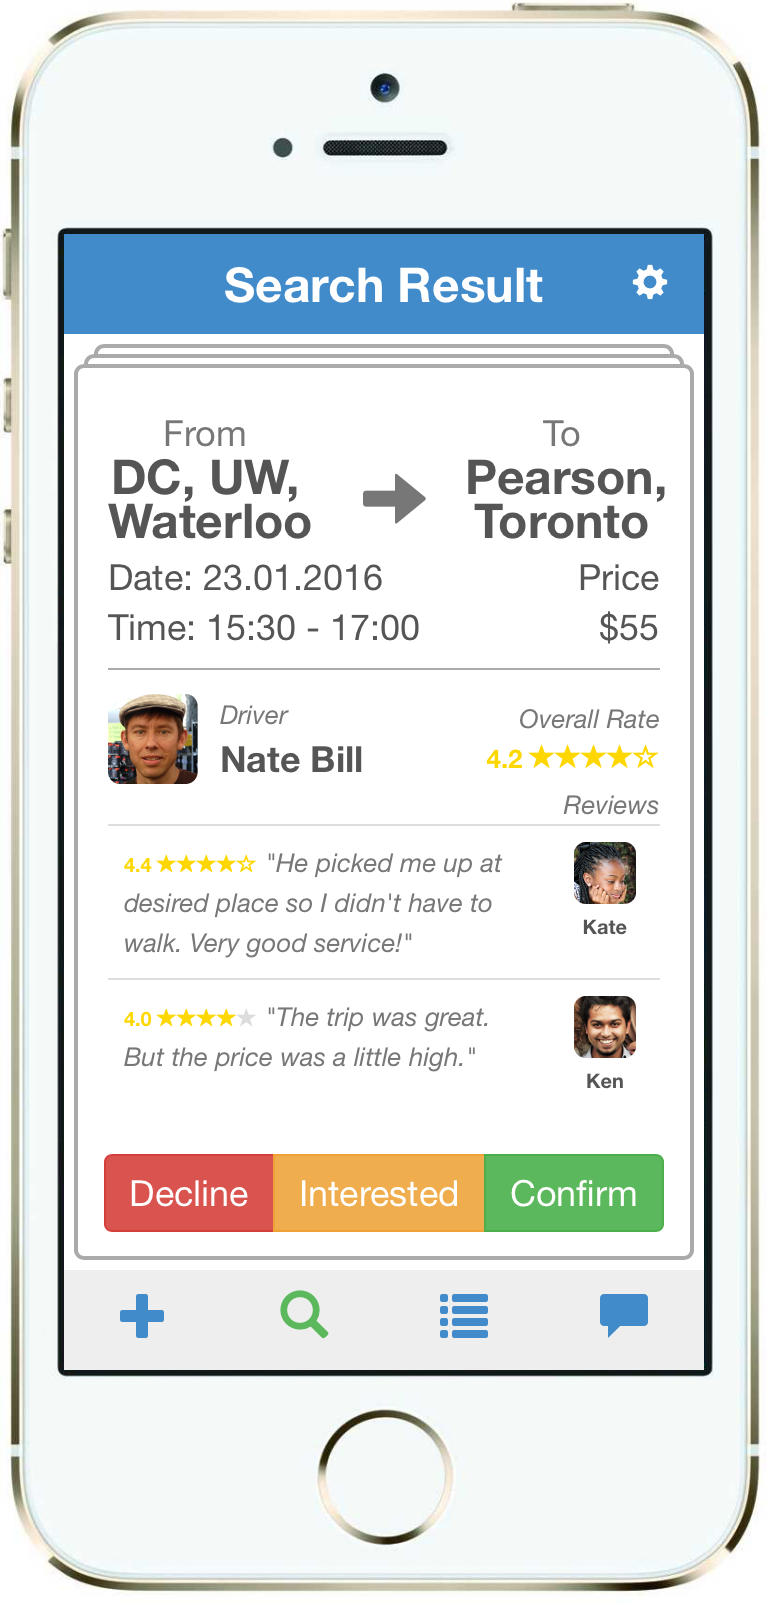 Search Result
From
DC, UW,
Waterloo
To
Pearson,
Toronto
Date: 23.01.2016
Time: 15:30 - 17:00
Price
$55
Driver
Nate Bill
Overall Rate
4.2
Reviews
4.4 "He picked me up at
desired place so I didn't have to
walk. Very good service!"
Kate
4.0 "The trip was great.
But the price was a little high."
Ken
Decline Interested Confirm